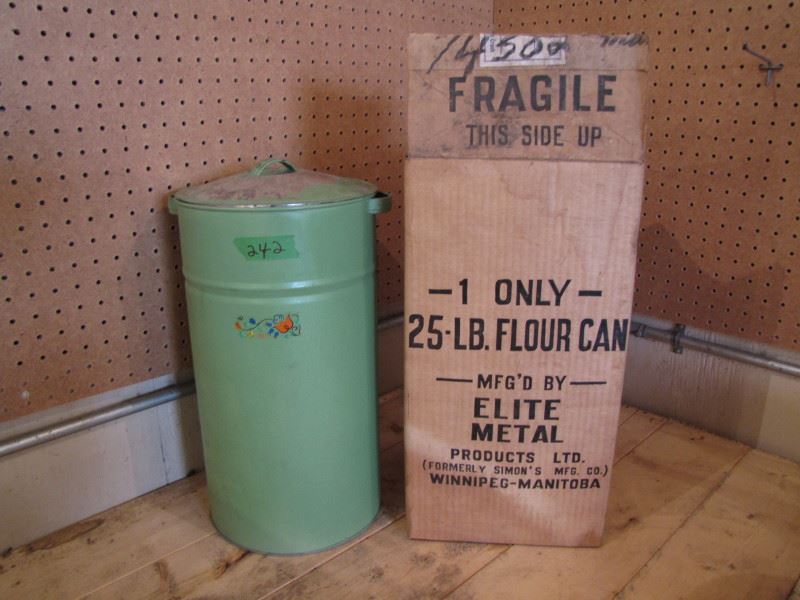 242
FRAGILE
THIS SIDE UP
— 1 ONLY —
25-LB. FLOUR CAN
— MFG'D BY —
ELITE
METAL
PRODUCTS LTD.
(FORMERLY SIMON'S MFG. CO.)
WINNIPEG-MANITOBA